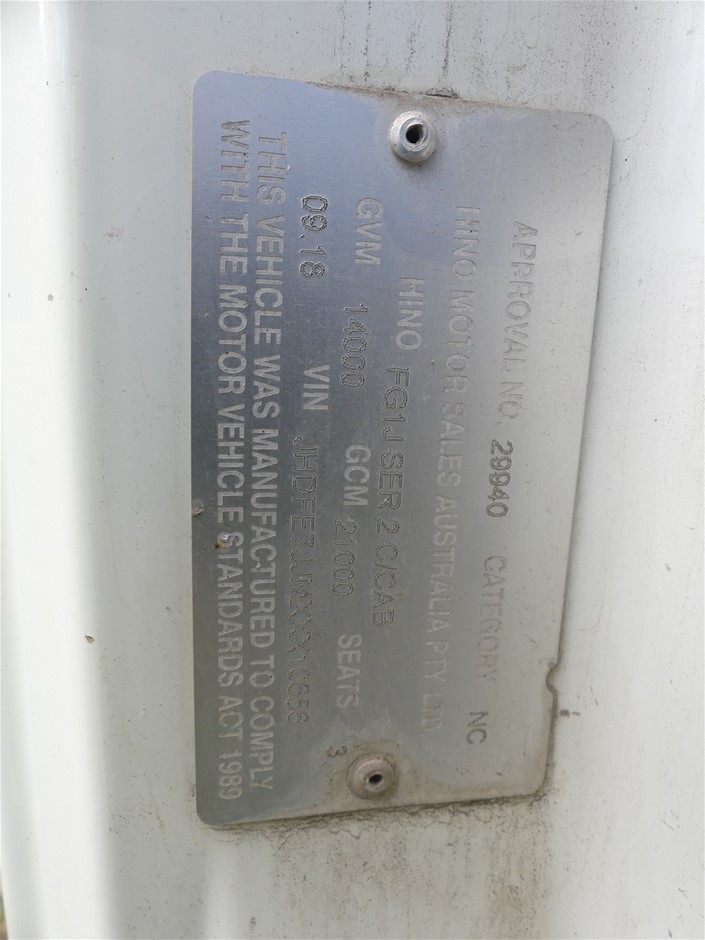 APPROVAL NO. 29940 CATEGORY NC
HINO MOTOR SALES AUSTRALIA PTY LTD
HINO FG1J SER 2 C/CAB
GVM 14000 GCM 21000 SEATS 3
09.18 VIN
THIS VEHICLE WAS MANUFACTURED TO COMPLY
WITH THE MOTOR VEHICLE STANDARDS ACT 1989